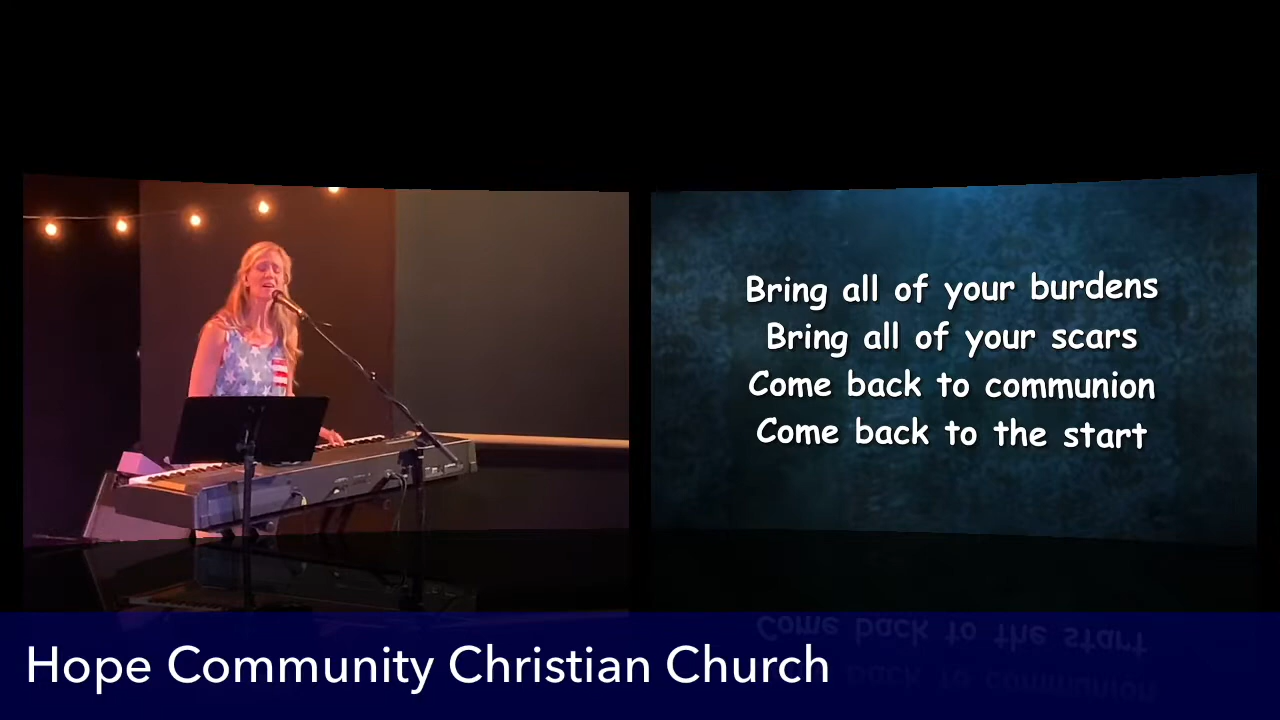 Bring all of your burdens
Bring all of your scars
Come back to communion
Come back to the start
Hope Community Christian Church